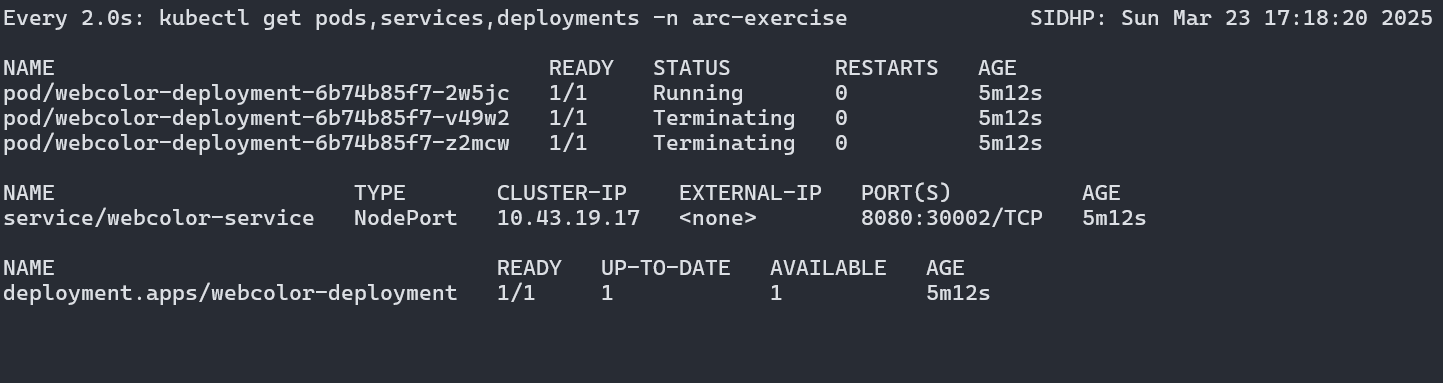 Every 2.0s: kubectl get pods,services,deployments -n arc-exercise SIDHP: Sun Mar 23 17:18:20 2025
NAME READY STATUS RESTARTS AGE
pod/webcolor-deployment-6b74b85f7-2w5jc 1/1 Running 0 5m12s
pod/webcolor-deployment-6b74b85f7-v49w2 1/1 Terminating 0 5m12s
pod/webcolor-deployment-6b74b85f7-z2mcw 1/1 Terminating 0 5m12s
NAME TYPE CLUSTER-IP EXTERNAL-IP PORT(S) AGE
service/webcolor-service NodePort 10.43.19.17 <none> 8080:30002/TCP 5m12s
NAME READY UP-TO-DATE AVAILABLE AGE
deployment.apps/webcolor-deployment 1/1 1 1 5m12s